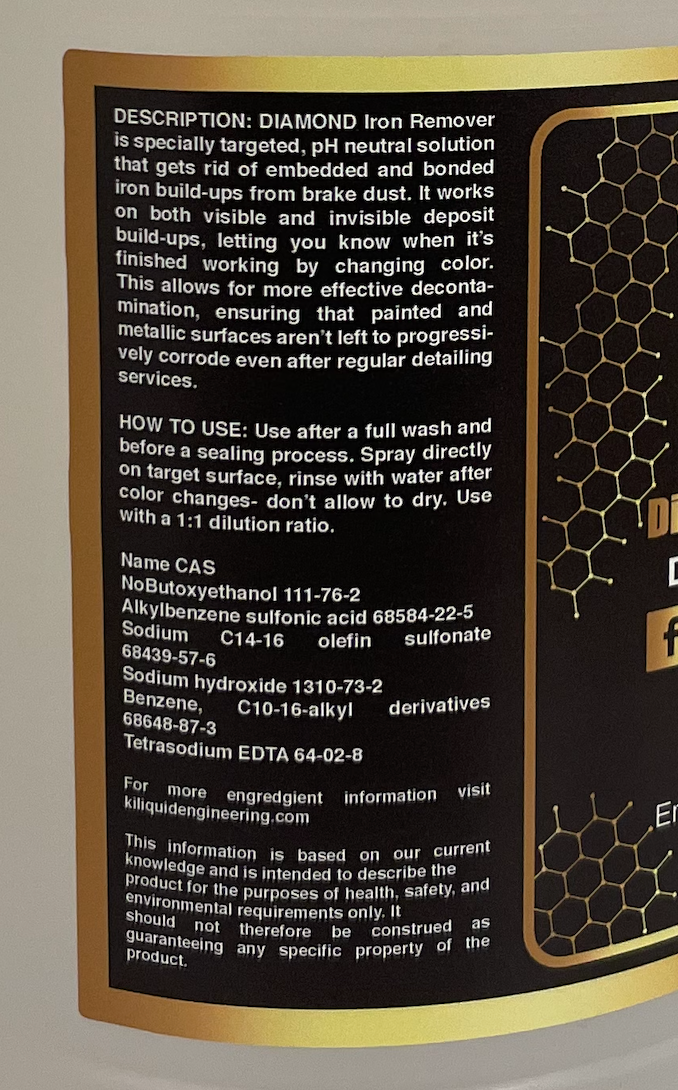 DESCRIPTION: DIAMOND Iron Remover
is specially targeted, pH neutral solution
that gets rid of embedded and bonded
iron build-ups from brake dust. It works
on both visible and invisible deposit
build-ups, letting you know when it's
finished working by changing color.
This allows for more effective deconta-
mination, ensuring that painted and
metallic surfaces aren't left to progressi-
vely corrode even after regular detailing
services.
HOW TO USE: Use after a full wash and
before a sealing process. Spray directly
on target surface, rinse with water after
color changes- don't allow to dry. Use
with a 1:1 dilution ratio.
Name CAS
NoButoxyethanol 111-76-2
Alkylbenzene sulfonic acid 68584-22-5
Sodium C14-16 olefin sulfonate
68439-57-6
Sodium hydroxide 1310-73-2
Benzene, C10-16-alkyl derivatives
68648-87-3
Tetrasodium EDTA 64-02-8
For more engredgient information visit
kiliquidengineering.com
This information is based on our current
knowledge and is intended to describe the
product for the purposes of health, safety, and
environmental requirements only. It
should not therefore be construed as
guaranteeing any specific property of the
product.